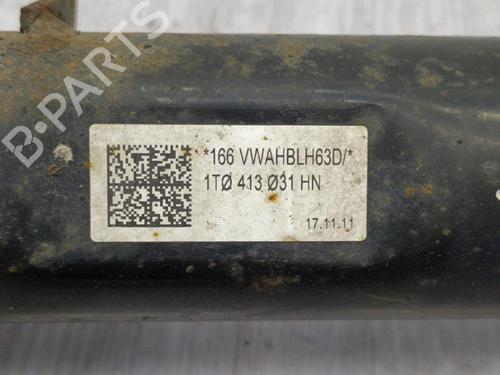 B-Parts
*166 VWAHBLH63D/*
1TØ 413 Ø31 HN
17.11.11